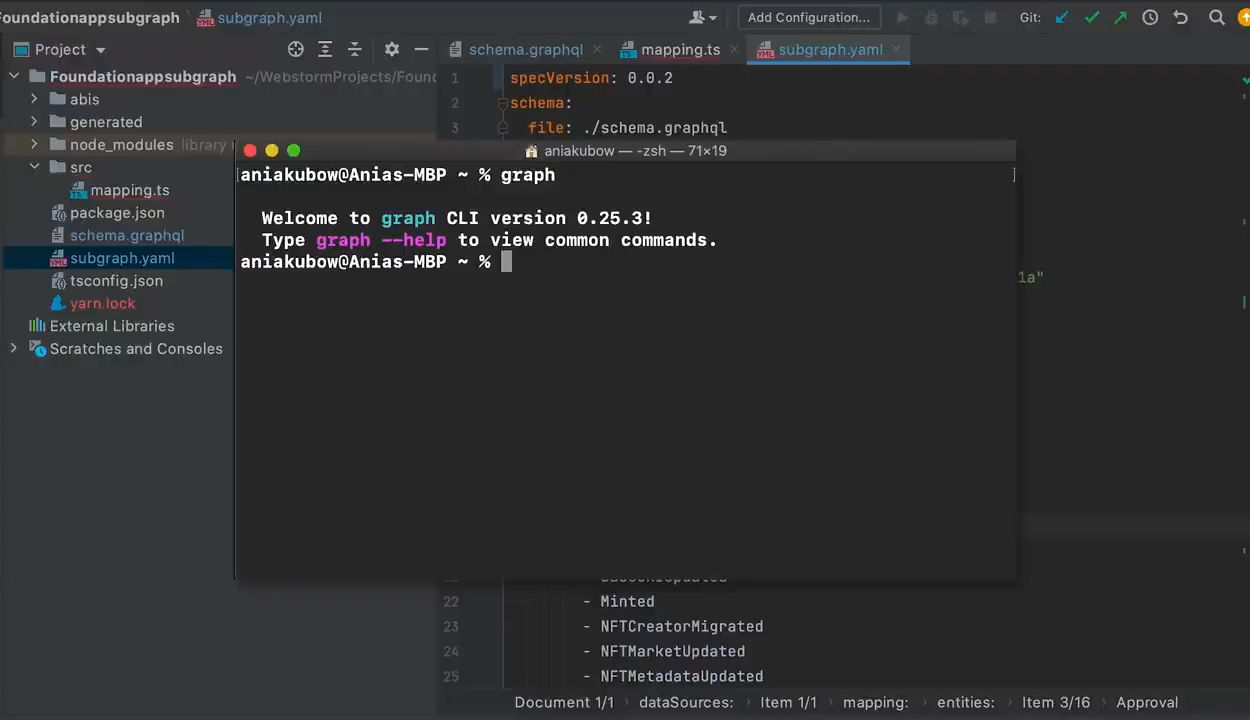 Foundationappsubgraph subgraph.yaml Add Configuration... Git:
Project
schema.graphql mapping.ts subgraph.yaml
Foundationappsubgraph ~/WebstormProjects/Found
abis
generated
node_modules library
src
mapping.ts
package.json
schema.graphql
subgraph.yaml
tsconfig.json
yarn.lock
External Libraries
Scratches and Consoles
1 specVersion: 0.0.2
2 schema:
3 file: ./schema.graphql
aniakubow — -zsh — 71×19
[aniakubow@Anias-MBP ~ % graph ]
Welcome to graph CLI version 0.25.3!
Type graph --help to view common commands.
aniakubow@Anias-MBP ~ %
1a"
22 - Minted
23 - NFTCreatorMigrated
24 - NFTMarketUpdated
25 - NFTMetadataUpdated
Document 1/1 › dataSources: › Item 1/1 › mapping: › entities: › Item 3/16 › Approval